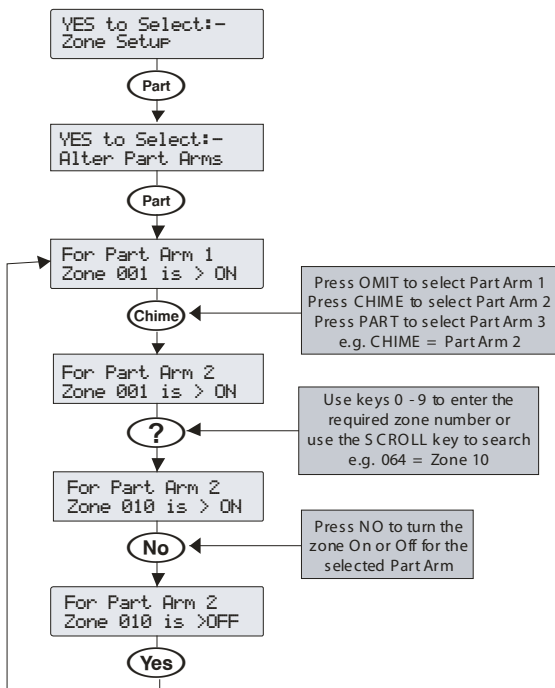 YES to Select:-
Zone Setup
Part
YES to Select:-
Alter Part Arms
Part
For Part Arm 1
Zone 001 is > ON
Press OMIT to select Part Arm 1
Press CHIME to select Part Arm 2
Press PART to select Part Arm 3
e.g. CHIME = Part Arm 2
Chime
For Part Arm 2
Zone 001 is > ON
Use keys 0 - 9 to enter the
required zone number or
use the SCROLL key to search
e.g. 064 = Zone 10
?
For Part Arm 2
Zone 010 is > ON
Press NO to turn the
zone On or Off for the
selected Part Arm
No
For Part Arm 2
Zone 010 is >OFF
Yes